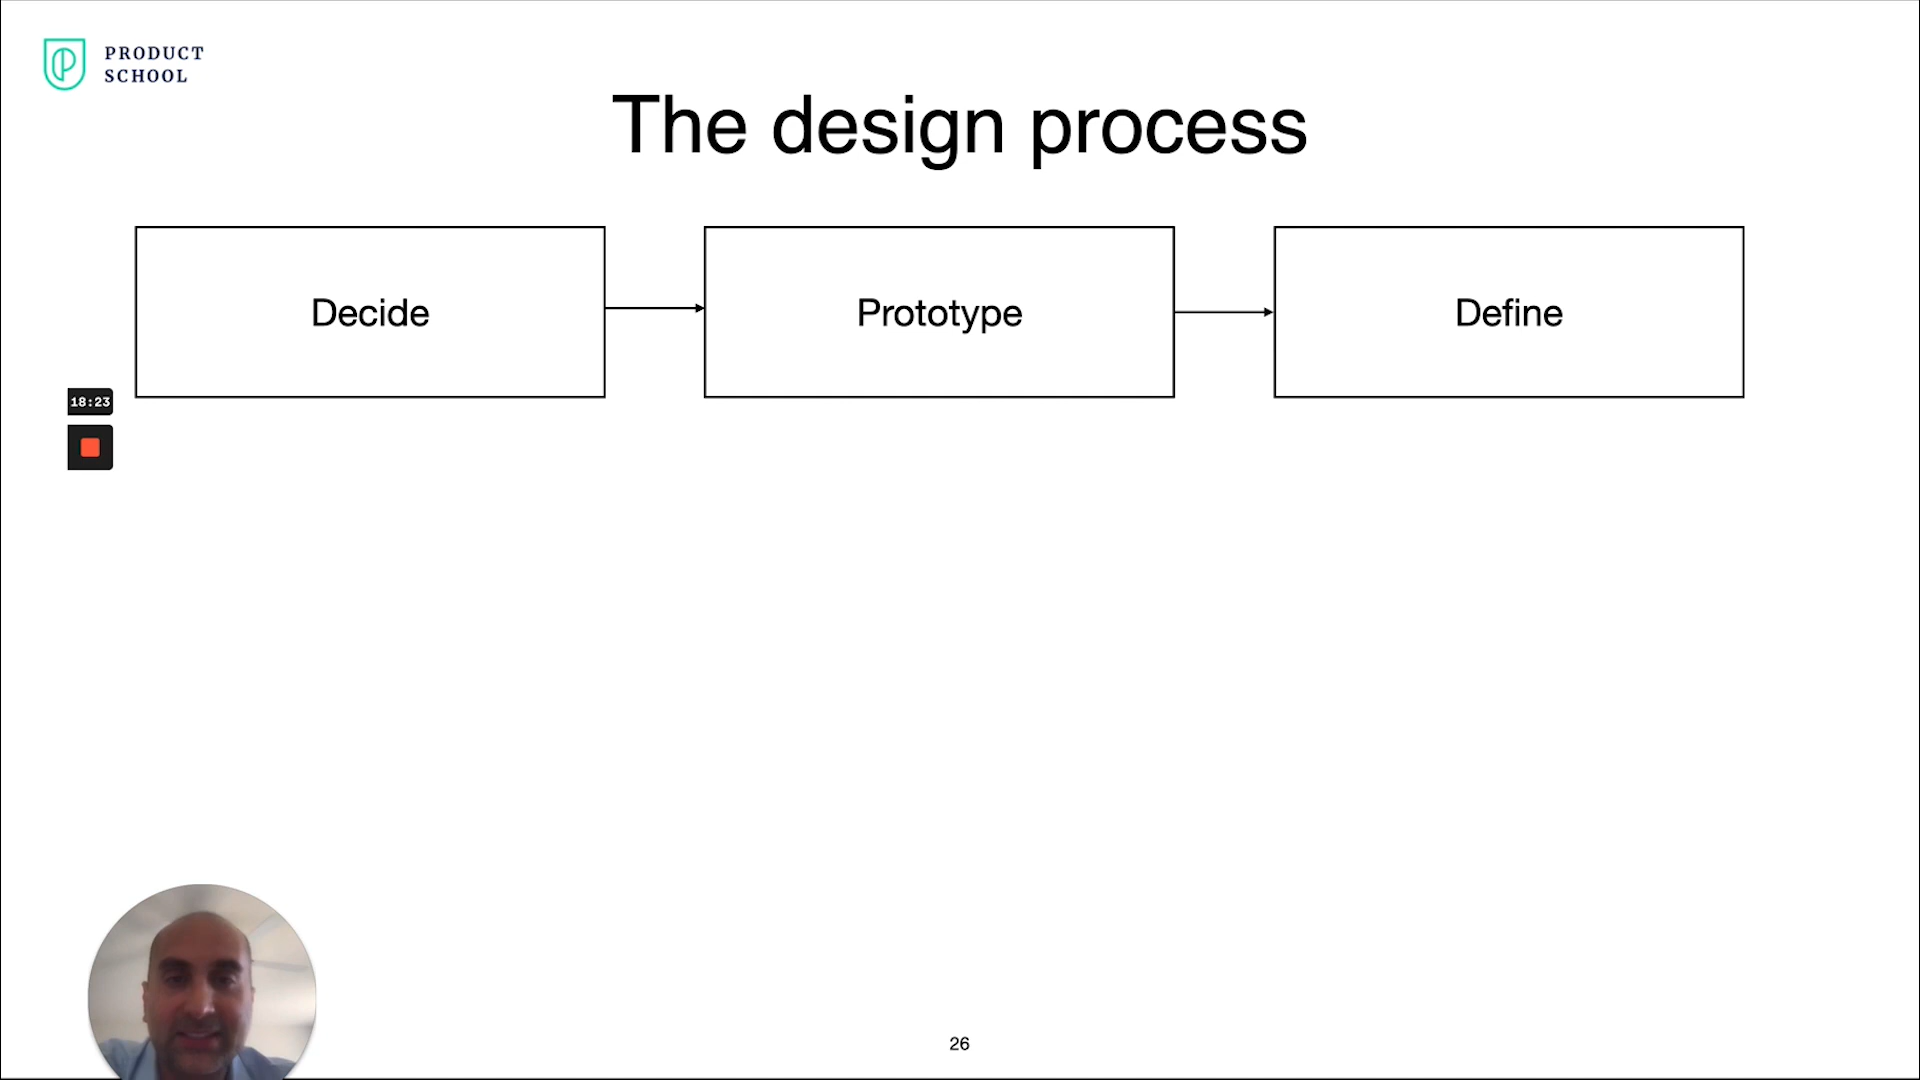 PRODUCT
SCHOOL
The design process
Decide
Prototype
Define
18:23
26